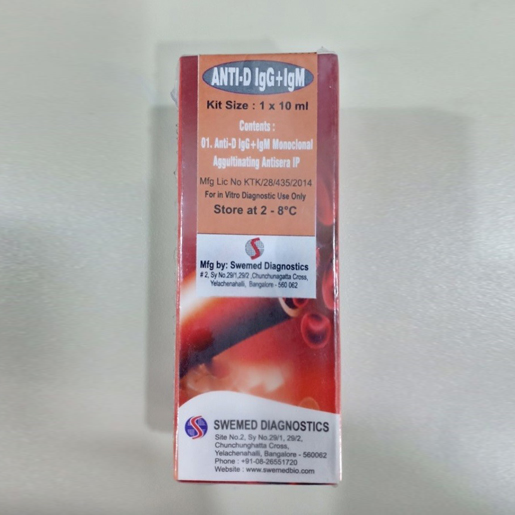 ANTI-D IgG+IgM
Kit Size : 1 x 10 ml
Contents :
01. Anti-D IgG+IgM Monoclonal
Aggultinating Antisera IP
Mfg Lic No KTK/28/435/2014
For in Vitro Diagnostic Use Only
Store at 2 - 8°C
Mfg by: Swemed Diagnostics
# 2, Sy No.29/1,29/2 ,Chunchunagatta Cross,
Yelachenahalli, Bangalore - 560 062
SWEMED DIAGNOSTICS
Site No.2, Sy No.29/1, 29/2,
Chunchunghatta Cross,
Yelachenahalli, Bangalore - 560062
Phone : +91-08-26551720
Website : www.swemedbio.com